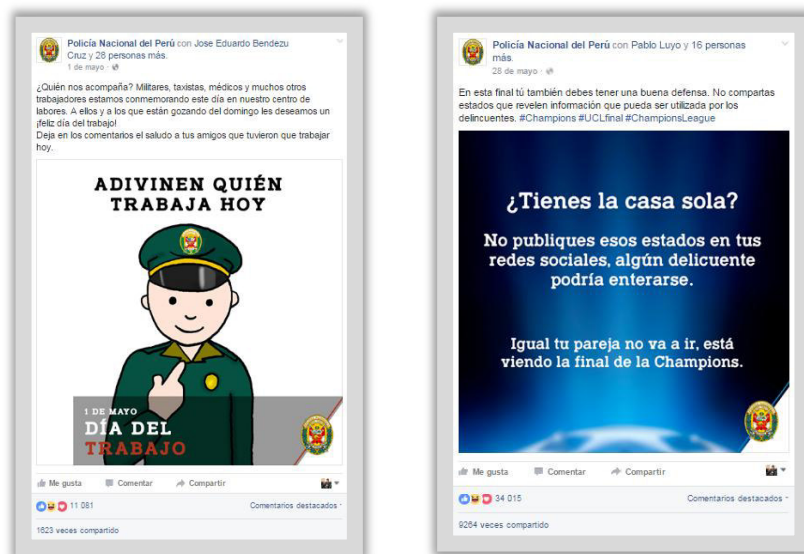 Policía Nacional del Perú con Jose Eduardo Bendezu
Cruz y 28 personas más.
1 de mayo ·
¿Quién nos acompaña? Militares, taxistas, médicos y muchos otros
trabajadores estamos conmemorando este día en nuestro centro de
labores. A ellos y a los que están gozando del domingo les deseamos un
¡feliz día del trabajo!
Deja en los comentarios el saludo a tus amigos que tuvieron que trabajar
hoy.
ADIVINEN QUIÉN
TRABAJA HOY
1 DE MAYO
DÍA DEL
TRABAJO
Me gusta Comentar Compartir
11 081 Comentarios destacados
1623 veces compartido
Policía Nacional del Perú con Pablo Luyo y 16 personas
más.
28 de mayo ·
En esta final tú también debes tener una buena defensa. No compartas
estados que revelen información que pueda ser utilizada por los
delincuentes. #Champions #UCLfinal #ChampionsLeague
¿Tienes la casa sola?
No publiques esos estados en tus
redes sociales, algún delicuente
podría enterarse.
Igual tu pareja no va a ir, está
viendo la final de la Champions.
Me gusta Comentar Compartir
34 015 Comentarios destacados
9264 veces compartido